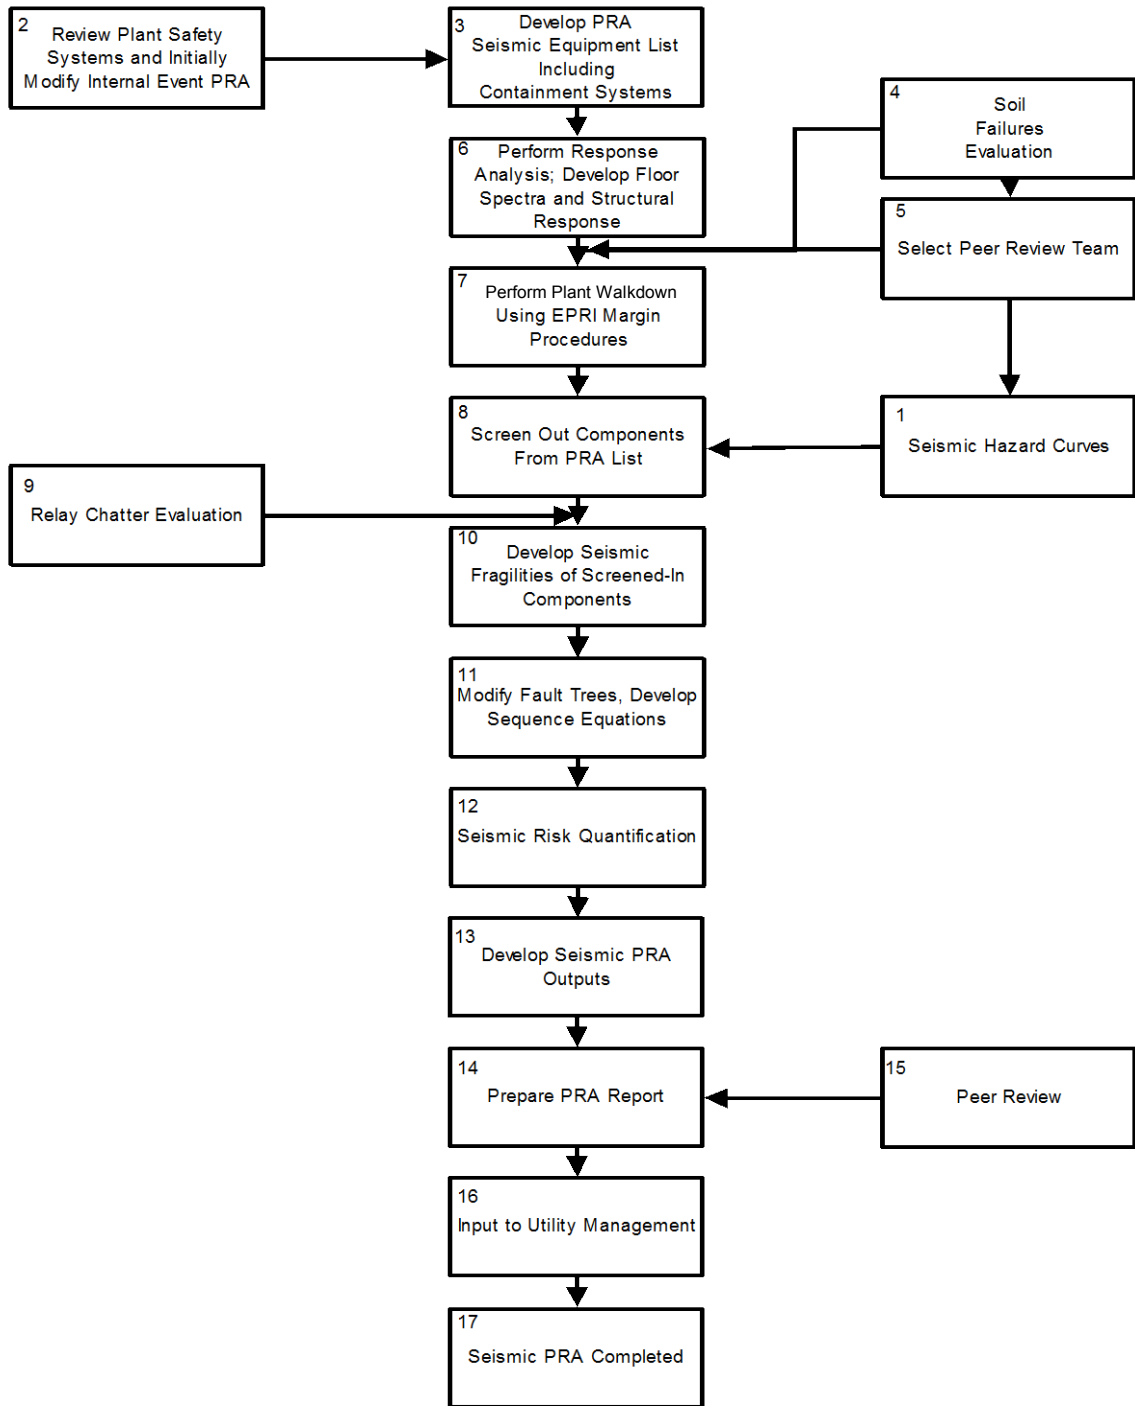 2
Review Plant Safety
Systems and Initially
Modify Internal Event PRA
3
Develop PRA
Seismic Equipment List
Including
Containment Systems
4
Soil
Failures
Evaluation
6
Perform Response
Analysis; Develop Floor
Spectra and Structural
Response
5
Select Peer Review Team
7
Perform Plant Walkdown
Using EPRI Margin
Procedures
8
Screen Out Components
From PRA List
1
Seismic Hazard Curves
9
Relay Chatter Evaluation
10
Develop Seismic
Fragilities of Screened-In
Components
11
Modify Fault Trees, Develop
Sequence Equations
12
Seismic Risk Quantification
13
Develop Seismic PRA
Outputs
14
Prepare PRA Report
15
Peer Review
16
Input to Utility Management
17
Seismic PRA Completed